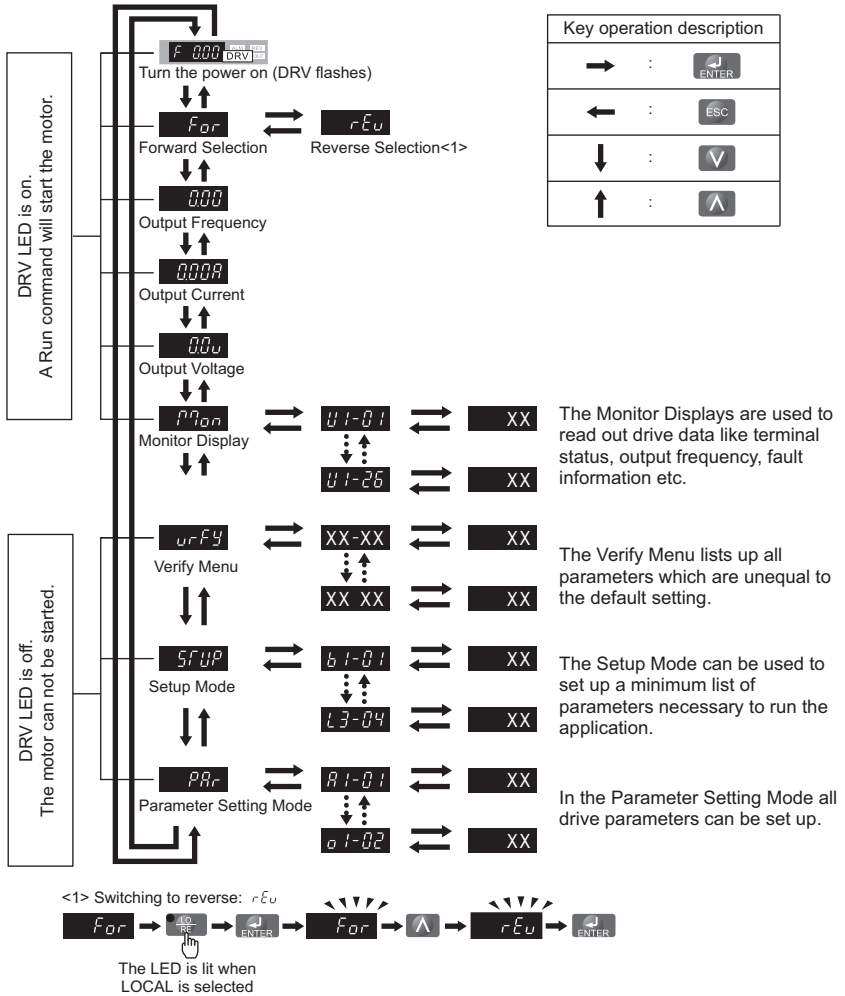 Key operation description
→ : ENTER
← : ESC
↓ : V
↑ : Λ
DRV LED is on.
A Run command will start the motor.
F 0.00 ALM REV DRV OUT
Turn the power on (DRV flashes)
For rEv
Forward Selection Reverse Selection<1>
0.00
Output Frequency
0.00A
Output Current
0.0v
Output Voltage
Mon U1-01 XX
Monitor Display
U1-26 XX
The Monitor Displays are used to
read out drive data like terminal
status, output frequency, fault
information etc.
DRV LED is off.
The motor can not be started.
vrFy XX-XX XX
Verify Menu
XX XX XX
The Verify Menu lists up all
parameters which are unequal to
the default setting.
STUP b1-01 XX
Setup Mode
L3-04 XX
The Setup Mode can be used to
set up a minimum list of
parameters necessary to run the
application.
PAr A1-01 XX
Parameter Setting Mode
o1-02 XX
In the Parameter Setting Mode all
drive parameters can be set up.
<1> Switching to reverse: rEv
For → LO RE → ENTER → For → Λ → rEv → ENTER
The LED is lit when
LOCAL is selected